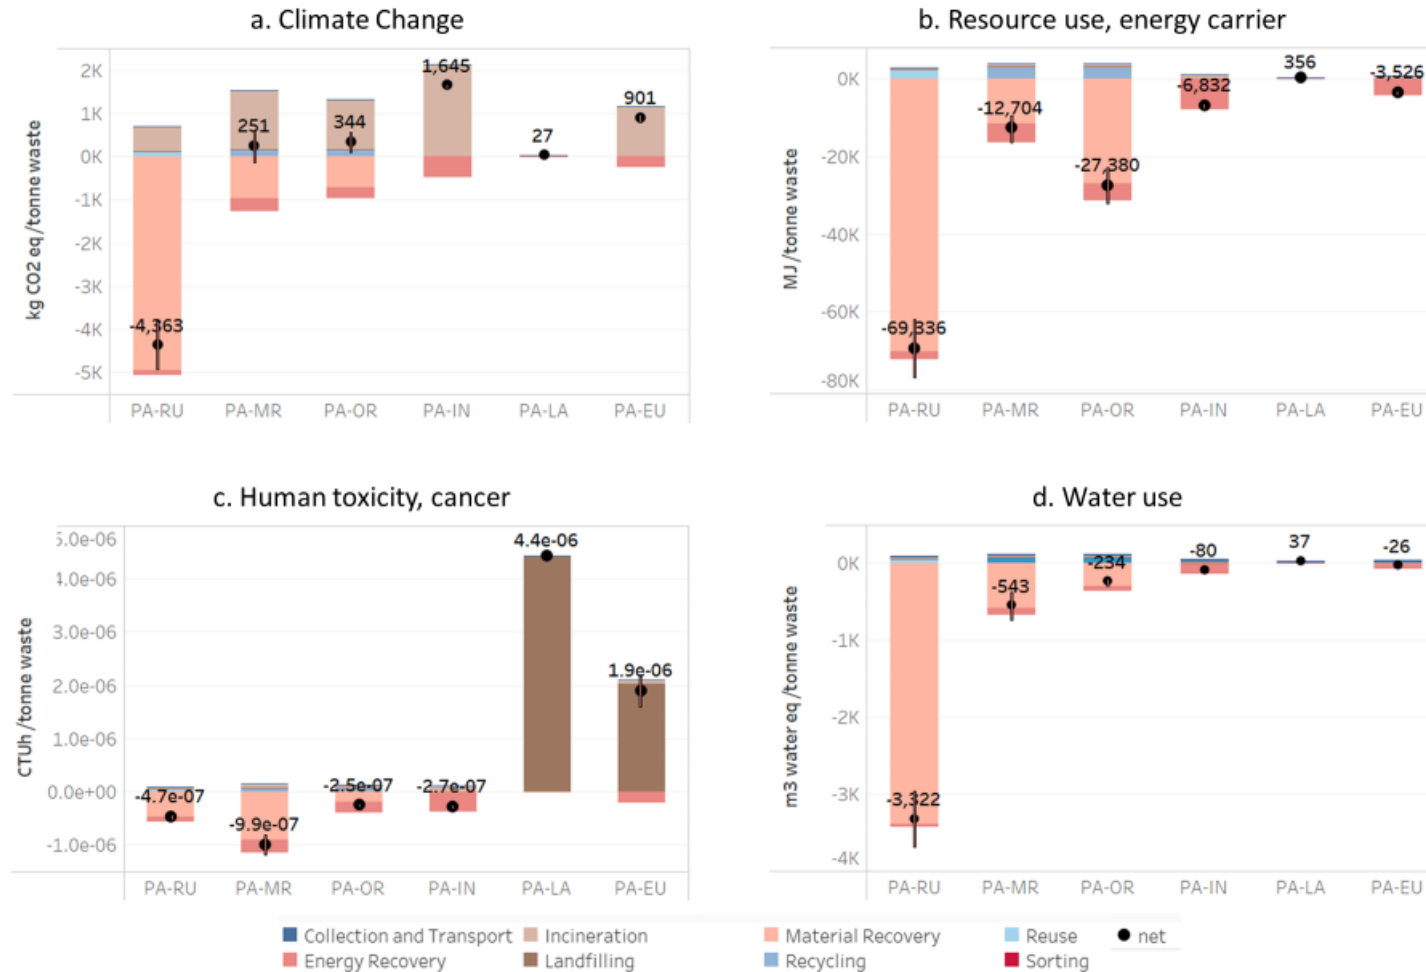 a. Climate Change
2K
1K
0K
-1K
-2K
-3K
-4K
-5K
kg CO2 eq/tonne waste
-4,363
251
344
1,645
27
901
PA-RU PA-MR PA-OR PA-IN PA-LA PA-EU
b. Resource use, energy carrier
0K
-20K
-40K
-60K
-80K
MJ/tonne waste
-69,336
-12,704
-27,380
-6,832
356
-3,526
PA-RU PA-MR PA-OR PA-IN PA-LA PA-EU
c. Human toxicity, cancer
5.0e-06
4.0e-06
3.0e-06
2.0e-06
1.0e-06
0.0e+00
-1.0e-06
CTUh/tonne waste
-4.7e-07
-9.9e-07
-2.5e-07
-2.7e-07
4.4e-06
1.9e-06
PA-RU PA-MR PA-OR PA-IN PA-LA PA-EU
d. Water use
0K
-1K
-2K
-3K
-4K
m3 water eq/tonne waste
-3,322
-543
-234
-80
37
-26
PA-RU PA-MR PA-OR PA-IN PA-LA PA-EU
Collection and Transport Incineration Material Recovery Reuse net
Energy Recovery Landfilling Recycling Sorting